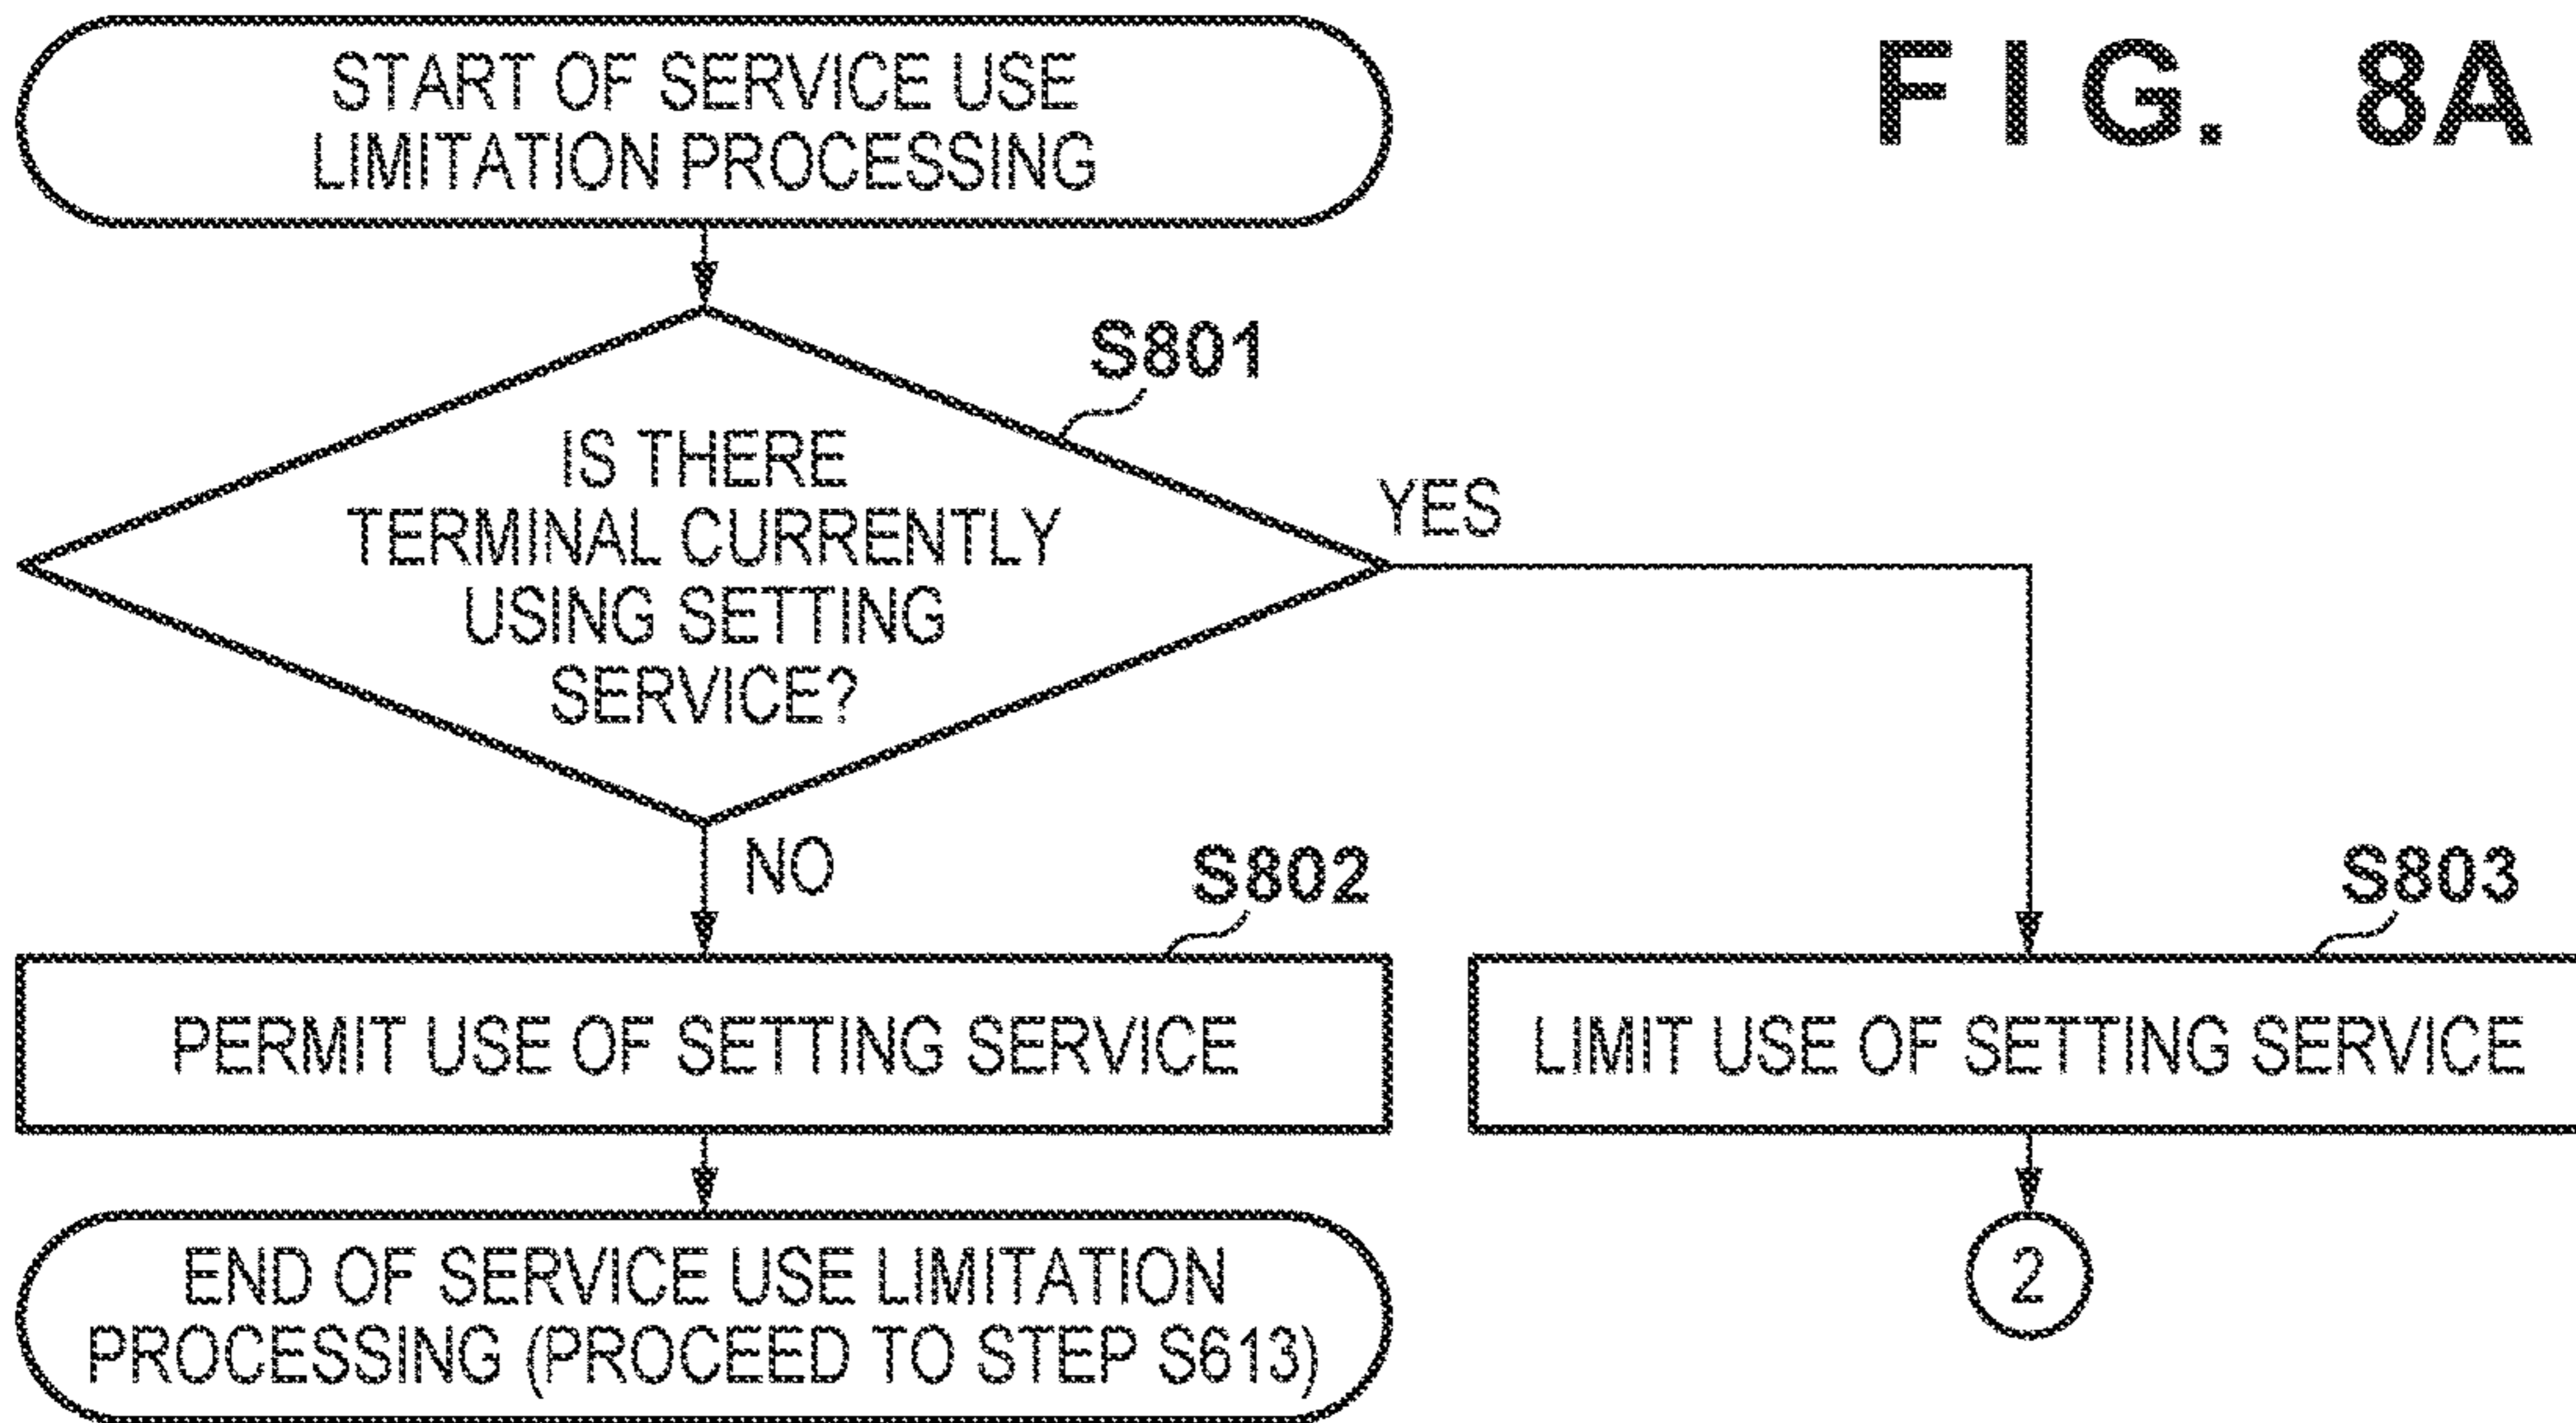 FIG. 8A
START OF SERVICE USE
LIMITATION PROCESSING
S801
IS THERE
TERMINAL CURRENTLY
USING SETTING
SERVICE?
YES
NO
S802
PERMIT USE OF SETTING SERVICE
S803
LIMIT USE OF SETTING SERVICE
END OF SERVICE USE LIMITATION
PROCESSING (PROCEED TO STEP S613)
2